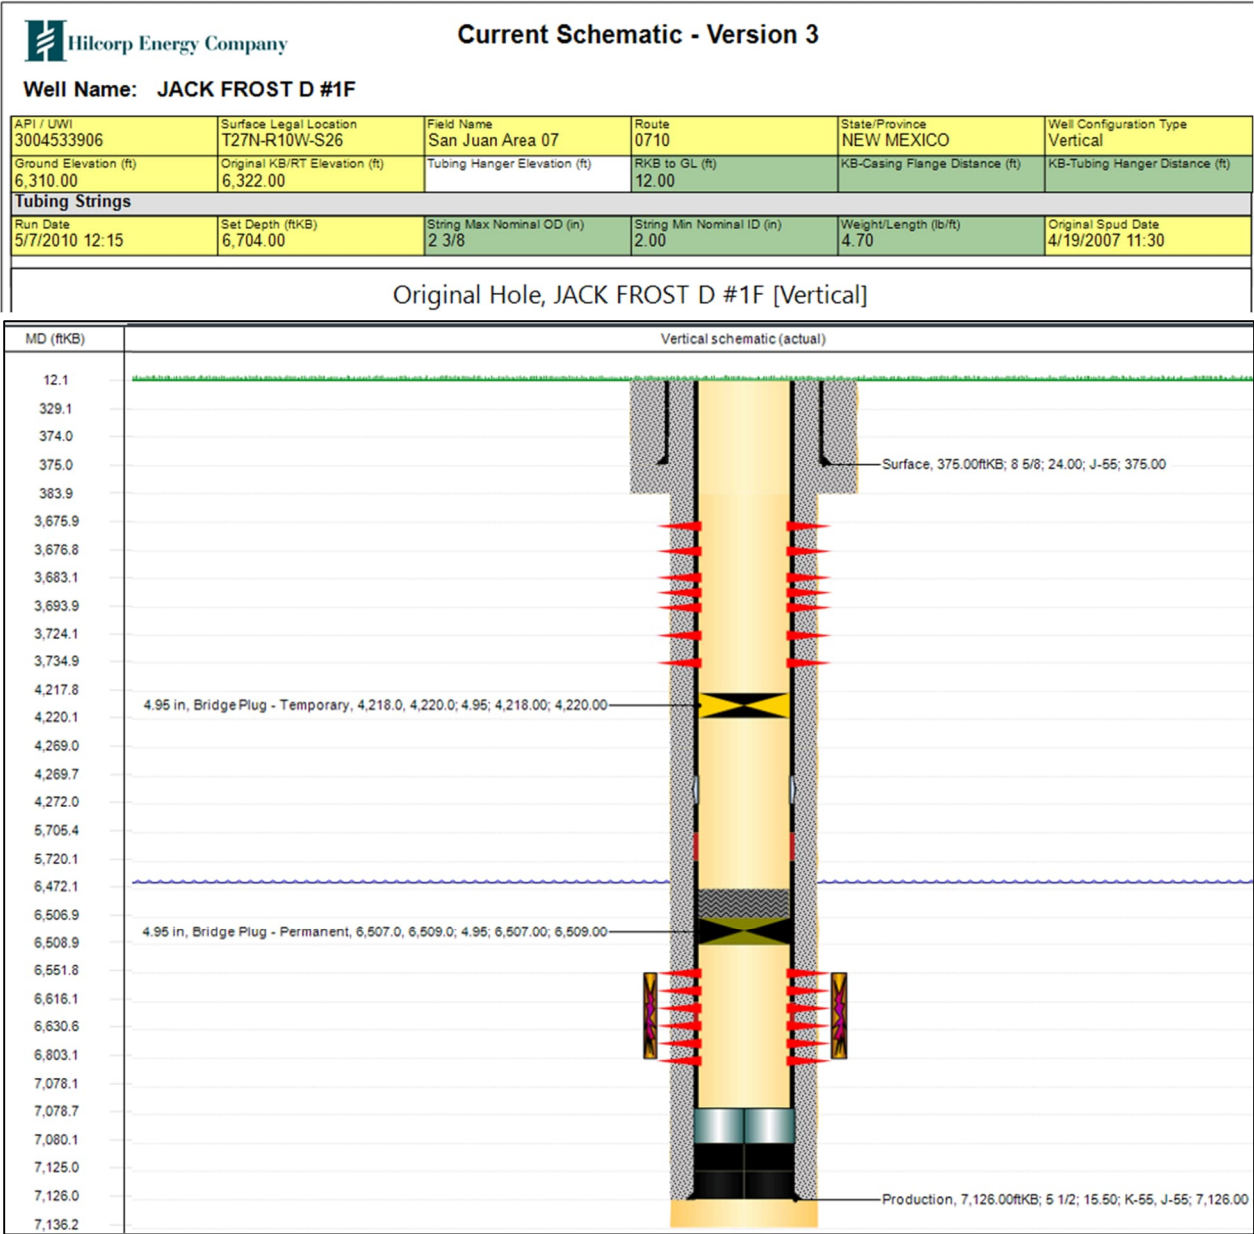 Hilcorp Energy Company
Current Schematic - Version 3
Well Name: JACK FROST D #1F
API / UWI Surface Legal Location Field Name Route State/Province Well Configuration Type
3004533906 T27N-R10W-S26 San Juan Area 07 0710 NEW MEXICO Vertical
Ground Elevation (ft) Original KB/RT Elevation (ft) Tubing Hanger Elevation (ft) RKB to GL (ft) KB-Casing Flange Distance (ft) KB-Tubing Hanger Distance (ft)
6,310.00 6,322.00 12.00
Tubing Strings
Run Date Set Depth (ftKB) String Max Nominal OD (in) String Min Nominal ID (in) Weight/Length (lb/ft) Original Spud Date
5/7/2010 12:15 6,704.00 2 3/8 2.00 4.70 4/19/2007 11:30
Original Hole, JACK FROST D #1F [Vertical]
MD (ftKB) Vertical schematic (actual)
12.1
329.1
374.0
375.0 Surface, 375.00ftKB; 8 5/8; 24.00; J-55; 375.00
383.9
3,675.9
3,676.8
3,683.1
3,693.9
3,724.1
3,734.9
4,217.8
4.95 in, Bridge Plug - Temporary, 4,218.0, 4,220.0; 4.95; 4,218.00; 4,220.00
4,220.1
4,269.0
4,269.7
4,272.0
5,705.4
5,720.1
6,472.1
6,506.9
4.95 in, Bridge Plug - Permanent, 6,507.0, 6,509.0; 4.95; 6,507.00; 6,509.00
6,508.9
6,551.8
6,616.1
6,630.6
6,803.1
7,078.1
7,078.7
7,080.1
7,125.0
7,126.0 Production, 7,126.00ftKB; 5 1/2; 15.50; K-55, J-55; 7,126.00
7,136.2